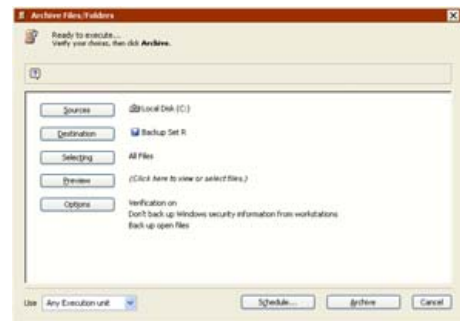 Archive Files/Folders
Ready to execute...
Verify your choices, then click Archive.
Sources
Local Disk (C:)
Destination
Backup Set R
Selecting
All Files
Preview
(Click here to view or select files.)
Options
Verification on
Don't back up Windows security information from workstations
Back up open files
Use
Any Execution unit
Schedule...
Archive
Cancel